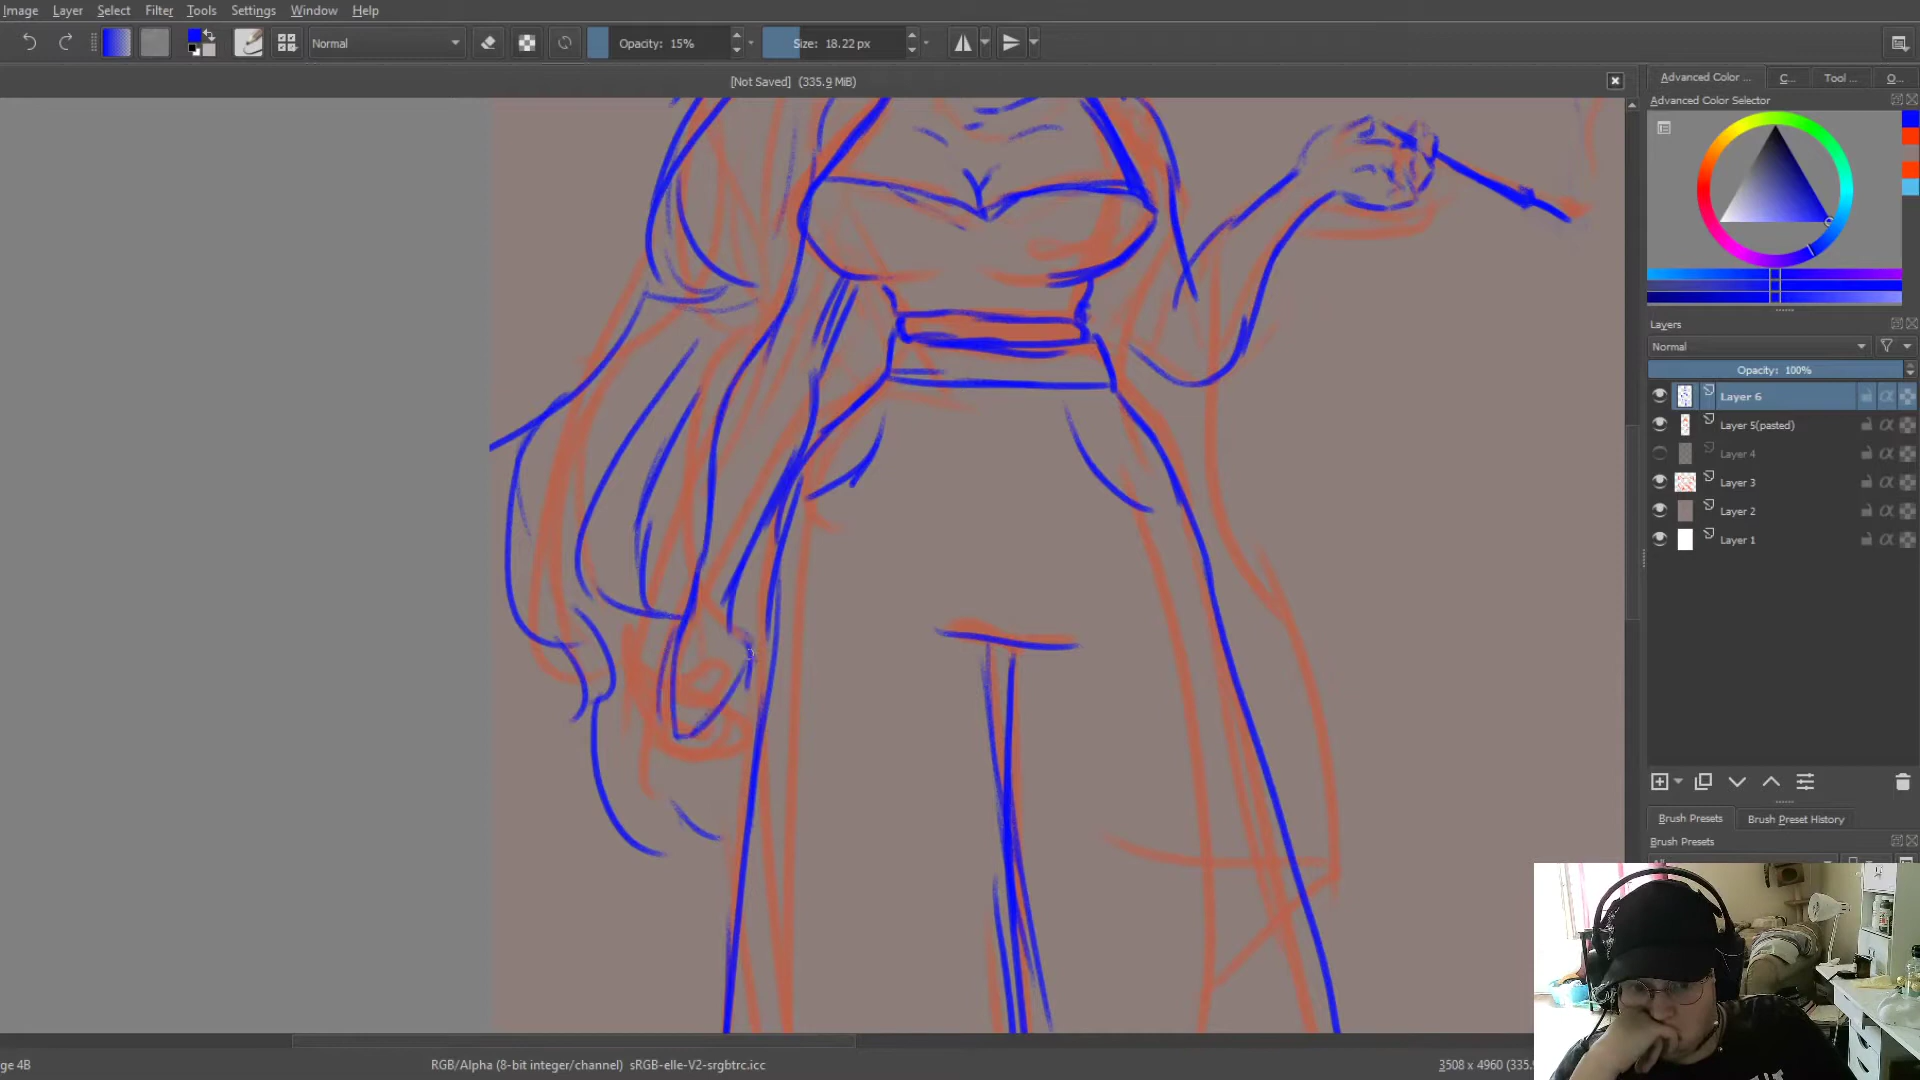 Image Layer Select Filter Tools Settings Window Help
Normal Opacity: 15% Size: 18.22 px
[Not Saved] (335.9 MiB)
Advanced Color ... C... Tool ... O...
Advanced Color Selector
Layers
Normal
Opacity: 100%
Layer 6
Layer 5(pasted)
Layer 4
Layer 3
Layer 2
Layer 1
Brush Presets Brush Preset History
Brush Presets
ge 4B RGB/Alpha (8-bit integer/channel) sRGB-elle-V2-srgbtrc.icc 3508 x 4960 (335.